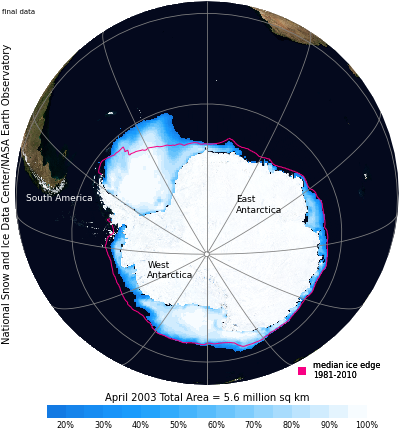 final data
National Snow and Ice Data Center/NASA Earth Observatory
South America
East
Antarctica
West
Antarctica
median ice edge
1981-2010
April 2003 Total Area = 5.6 million sq km
20% 30% 40% 50% 60% 70% 80% 90% 100%